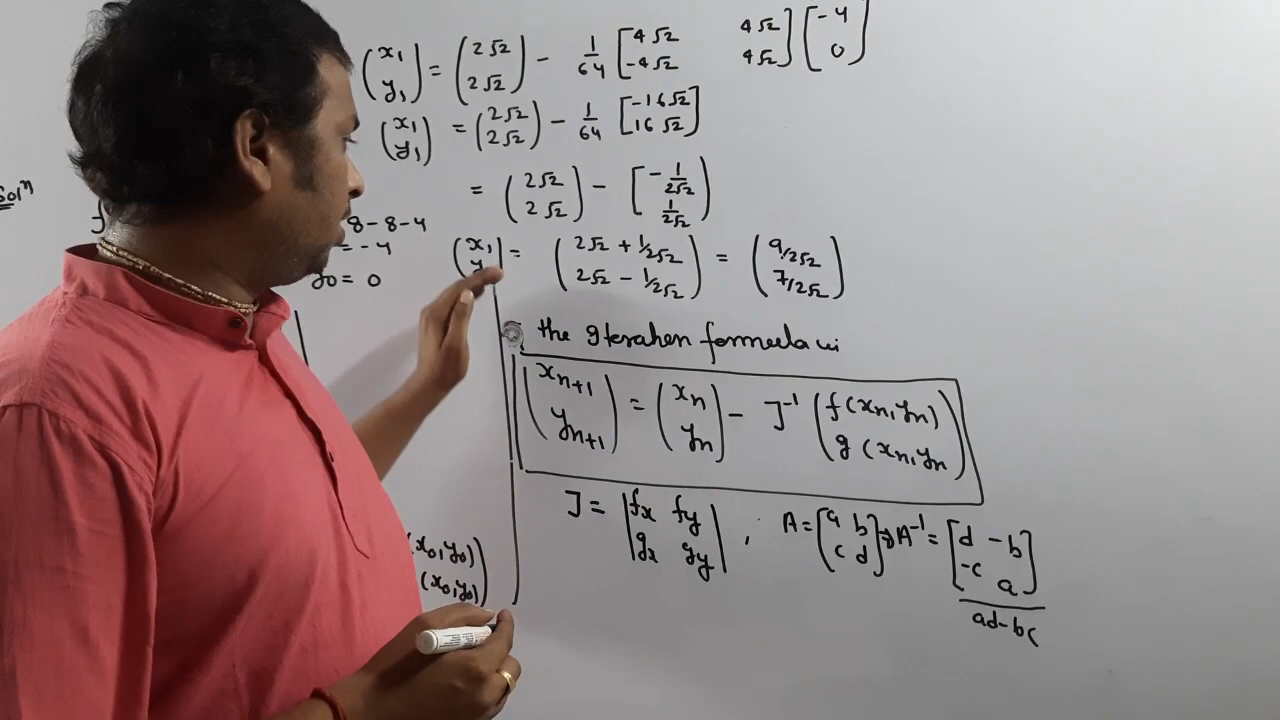 (x₁ y₁) = (2√2 2√2) - 1/64 [4√2 4√2 -4√2 4√2] [-4 0]
(x₁ y₁) = (2√2 2√2) - 1/64 [-16√2 16√2]
Solⁿ
= (2√2 2√2) - [-1/2√2 1/2√2]
8-8-4
= -4
= 0
(x₁ y = (2√2 + 1/2√2 2√2 - 1/2√2) = (9/2√2 7/2√2)
the Iteration formula is
(xₙ₊₁ yₙ₊₁) = (xₙ yₙ) - J⁻¹ (f(xₙ,yₙ) g(xₙ,yₙ)
J = |fx fy gx gy| , A = [a b c d] ⇒ A⁻¹ = [d -b -c a] / ad-bc
(x₀,y₀)
(x₀,y₀)